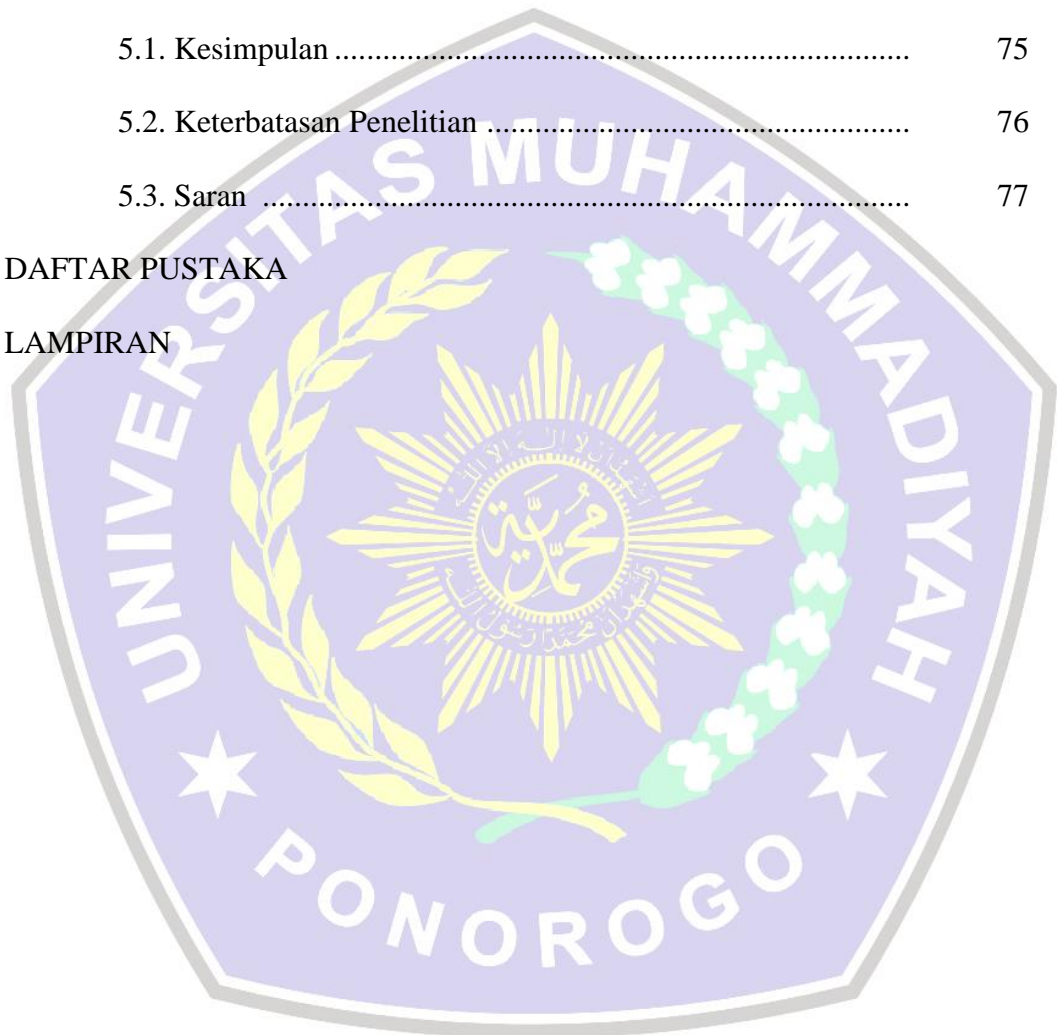 5.1. Kesimpulan ........................................................................ 75
5.2. Keterbatasan Penelitian ..................................................... 76
5.3. Saran ................................................................................. 77
DAFTAR PUSTAKA
LAMPIRAN
UNIVERSITAS MUHAMMADIYAH
PONOROGO
محمدية